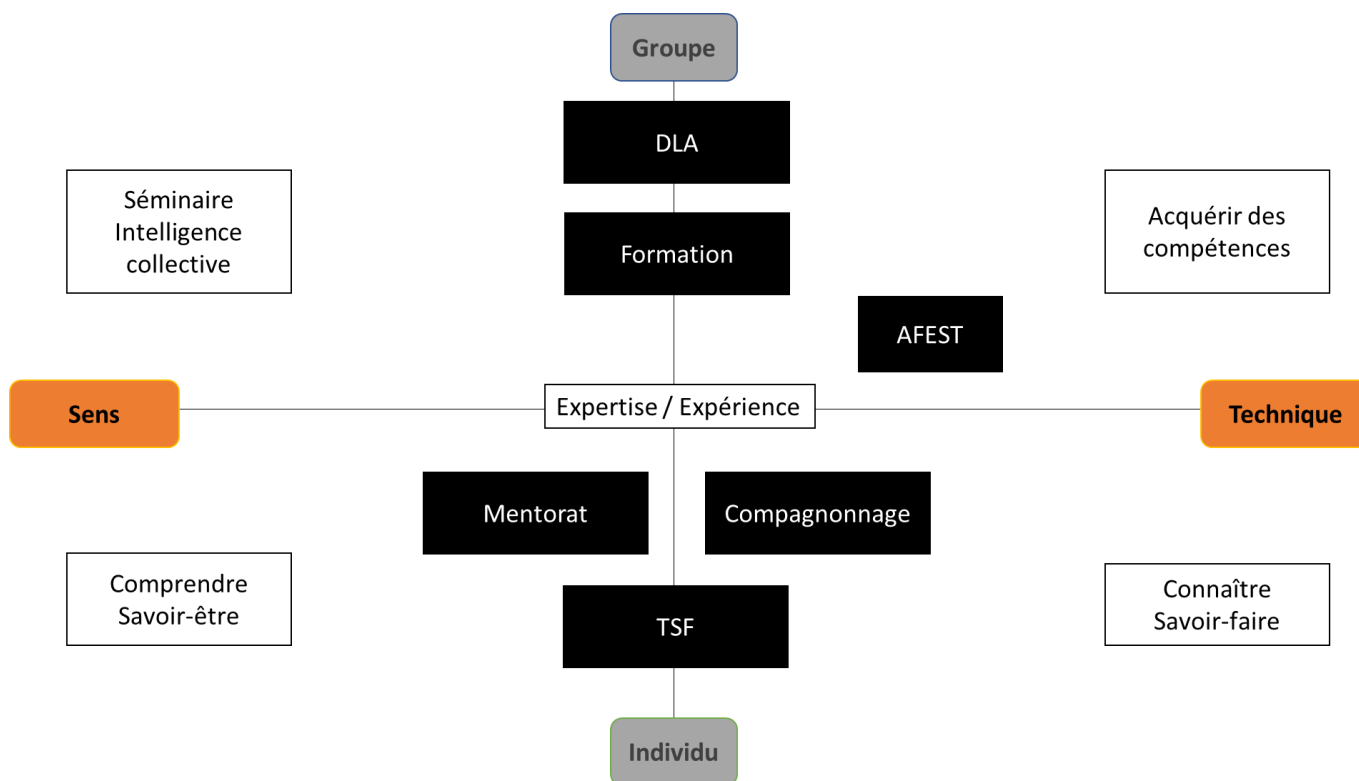 Groupe
DLA
Séminaire
Intelligence
collective
Acquérir des
compétences
Formation
AFEST
Sens
Expertise / Expérience
Technique
Mentorat
Compagnonnage
Comprendre
Savoir-être
Connaître
Savoir-faire
TSF
Individu